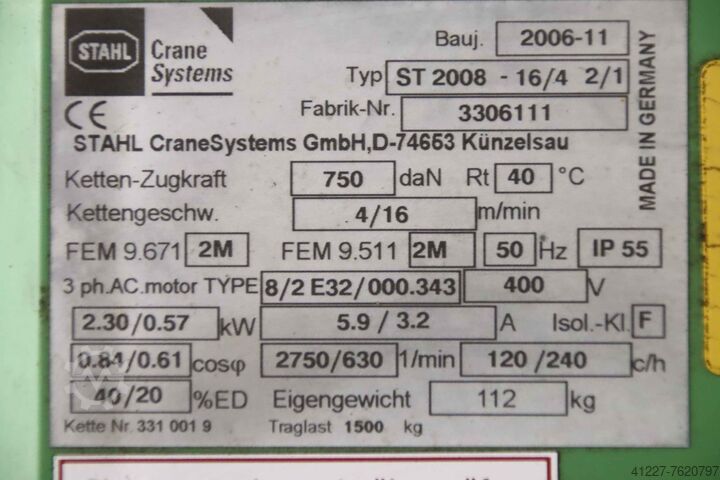 STAHL Crane Systems
Bauj. 2006-11
Typ ST 2008 - 16/4 2/1
CE Fabrik-Nr. 3306111
STAHL CraneSystems GmbH,D-74653 Künzelsau
MADE IN GERMANY
Ketten-Zugkraft 750 daN Rt 40 °C
Kettengeschw. 4/16 m/min
FEM 9.671 2M FEM 9.511 2M 50 Hz IP 55
3 ph.AC.motor TYPE 8/2 E32/000.343 400 V
2.30/0.57 kW 5.9 / 3.2 A Isol.-Kl. F
0.84/0.61 cosφ 2750/630 1/min 120 /240 c/h
40/20 %ED Eigengewicht 112 kg
Kette Nr. 331 001 9 Traglast 1500 kg
41227-7620797